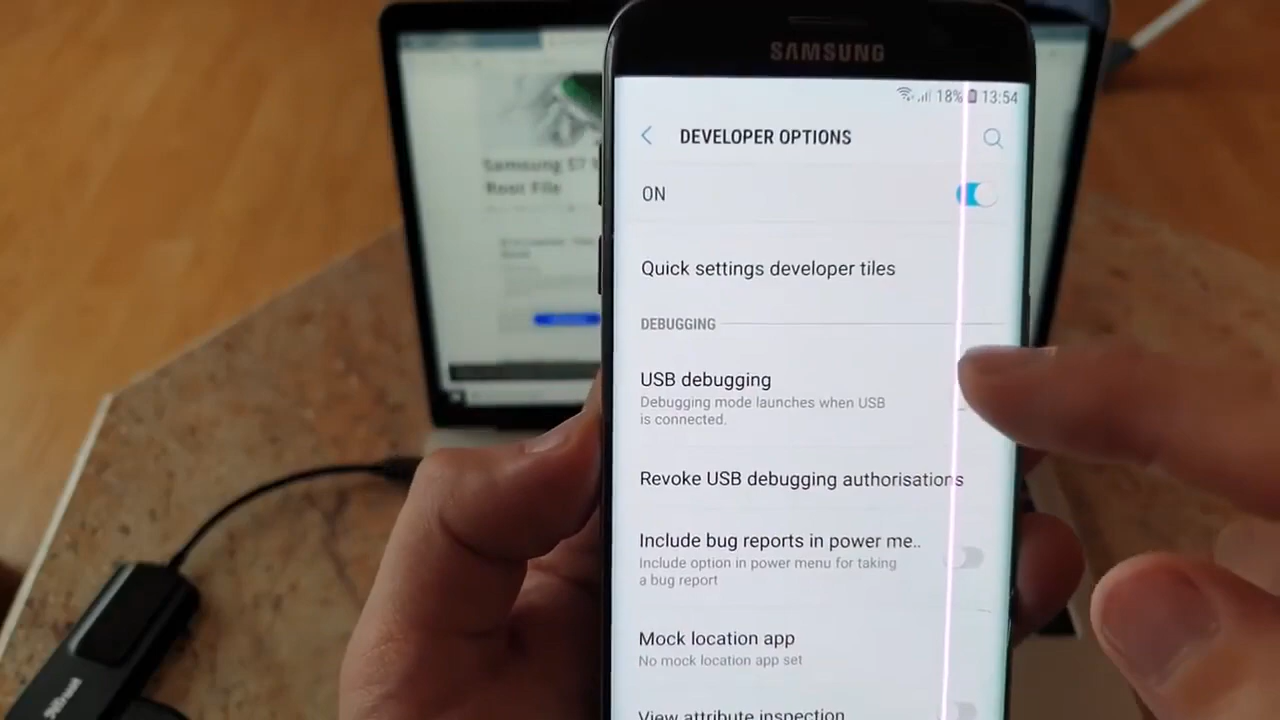 SAMSUNG
18% 13:54
DEVELOPER OPTIONS
ON
Quick settings developer tiles
DEBUGGING
USB debugging
Debugging mode launches when USB
is connected.
Revoke USB debugging authorisations
Include bug reports in power me..
Include option in power menu for taking
a bug report
Mock location app
No mock location app set
View attribute inspection
Samsung S7
Root File
Trust